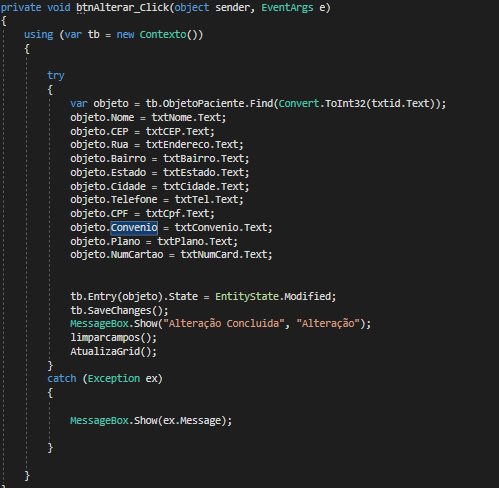 private void btnAlterar_Click(object sender, EventArgs e)
{
using (var tb = new Contexto())
{
try
{
var objeto = tb.ObjetoPaciente.Find(Convert.ToInt32(txtid.Text));
objeto.Nome = txtNome.Text;
objeto.CEP = txtCEP.Text;
objeto.Rua = txtEndereco.Text;
objeto.Bairro = txtBairro.Text;
objeto.Estado = txtEstado.Text;
objeto.Cidade = txtCidade.Text;
objeto.Telefone = txtTel.Text;
objeto.CPF = txtCpf.Text;
objeto.Convenio = txtConvenio.Text;
objeto.Plano = txtPlano.Text;
objeto.NumCartao = txtNumCard.Text;
tb.Entry(objeto).State = EntityState.Modified;
tb.SaveChanges();
MessageBox.Show("Alteração Concluida", "Alteração");
limparcampos();
AtualizaGrid();
}
catch (Exception ex)
{
MessageBox.Show(ex.Message);
}
}